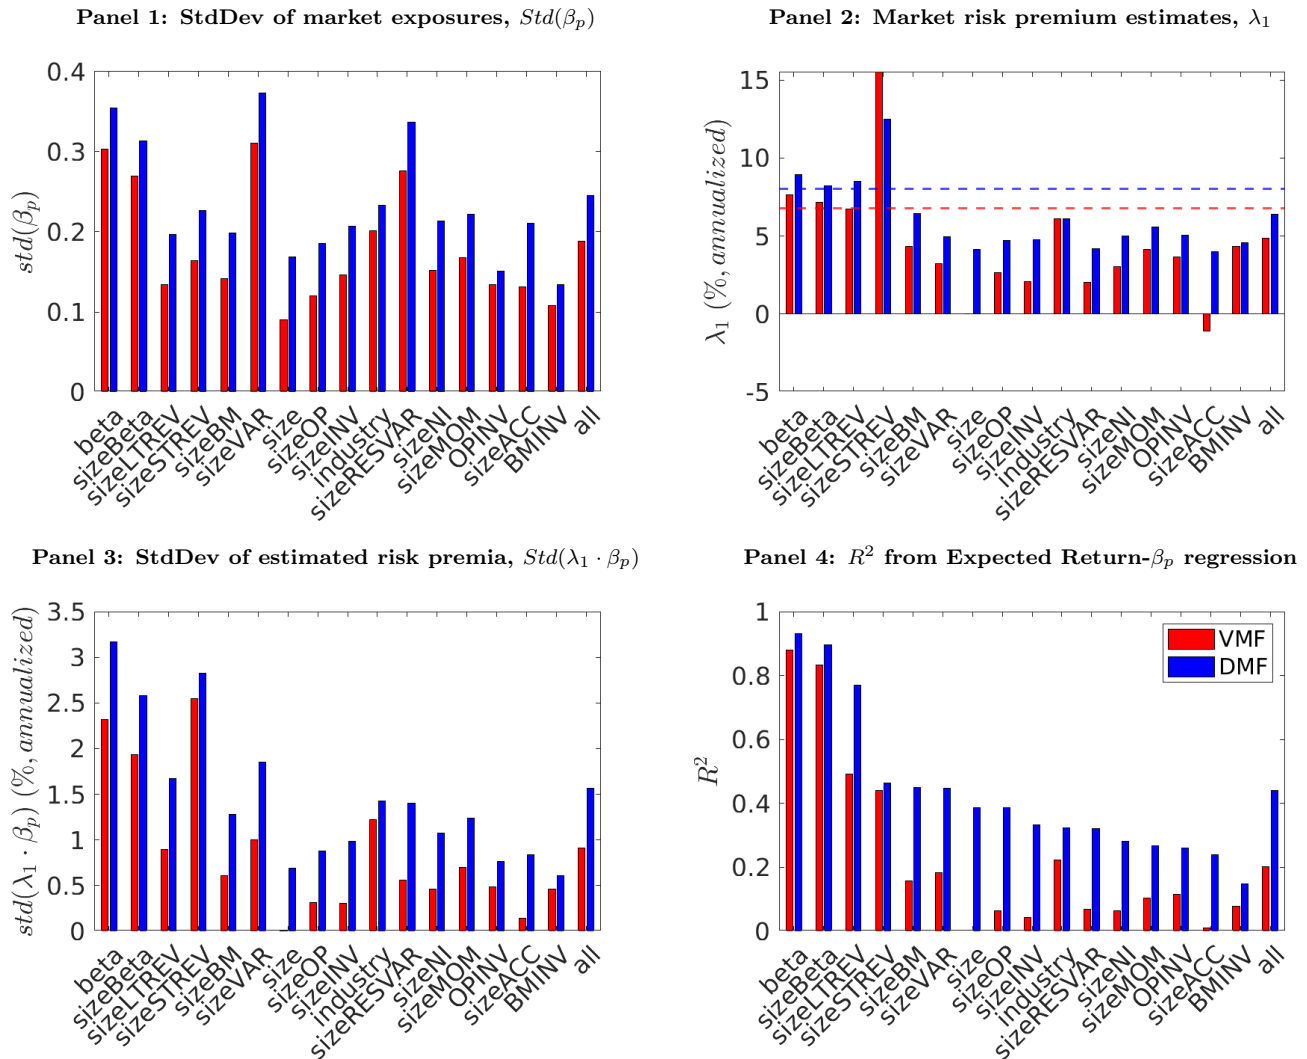 Panel 1: StdDev of market exposures, Std(βp)
0.4
0.3
0.2
0.1
0
std(βp)
beta
sizeBeta
sizeLTREV
sizeSTREV
sizeBM
sizeVAR
size
sizeOP
sizeINV
industry
sizeRESVAR
sizeNI
sizeMOM
OPINV
sizeACC
BMINV
all
Panel 2: Market risk premium estimates, λ1
15
10
5
0
-5
λ1 (%, annualized)
beta
sizeBeta
sizeLTREV
sizeSTREV
sizeBM
sizeVAR
size
sizeOP
sizeINV
industry
sizeRESVAR
sizeNI
sizeMOM
OPINV
sizeACC
BMINV
all
Panel 3: StdDev of estimated risk premia, Std(λ1 · βp)
3.5
3
2.5
2
1.5
1
0.5
0
std(λ1 · βp) (%, annualized)
beta
sizeBeta
sizeLTREV
sizeSTREV
sizeBM
sizeVAR
size
sizeOP
sizeINV
industry
sizeRESVAR
sizeNI
sizeMOM
OPINV
sizeACC
BMINV
all
Panel 4: R² from Expected Return-βp regression
1
0.8
0.6
0.4
0.2
0
R²
VMF
DMF
beta
sizeBeta
sizeLTREV
sizeSTREV
sizeBM
sizeVAR
size
sizeOP
sizeINV
industry
sizeRESVAR
sizeNI
sizeMOM
OPINV
sizeACC
BMINV
all